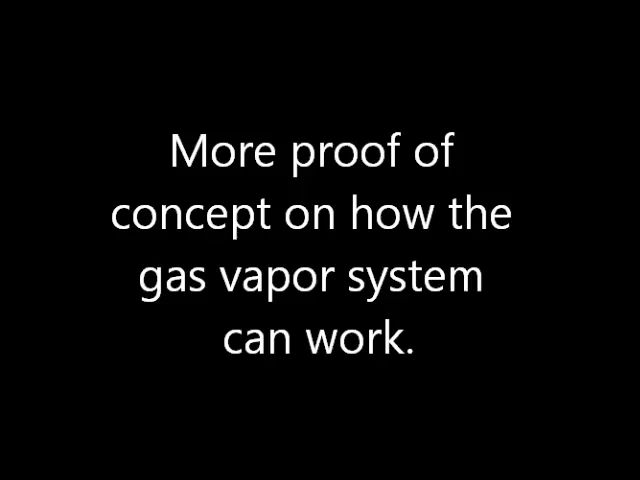 More proof of
concept on how the
gas vapor system
can work.